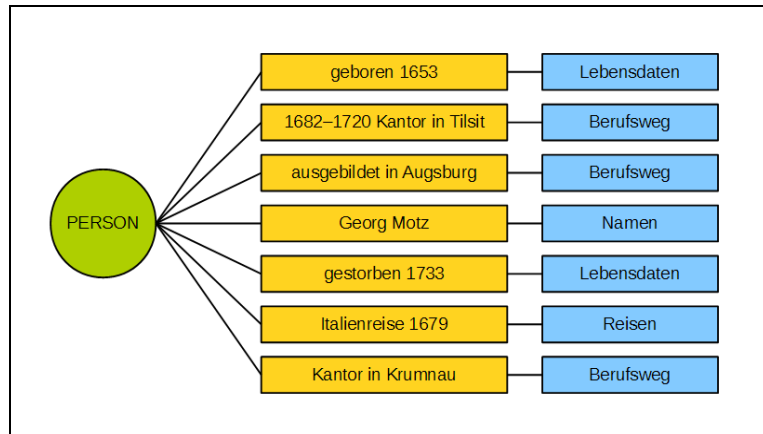 geboren 1653 Lebensdaten
1682–1720 Kantor in Tilsit Berufsweg
ausgebildet in Augsburg Berufsweg
PERSON Georg Motz Namen
gestorben 1733 Lebensdaten
Italienreise 1679 Reisen
Kantor in Krumnau Berufsweg